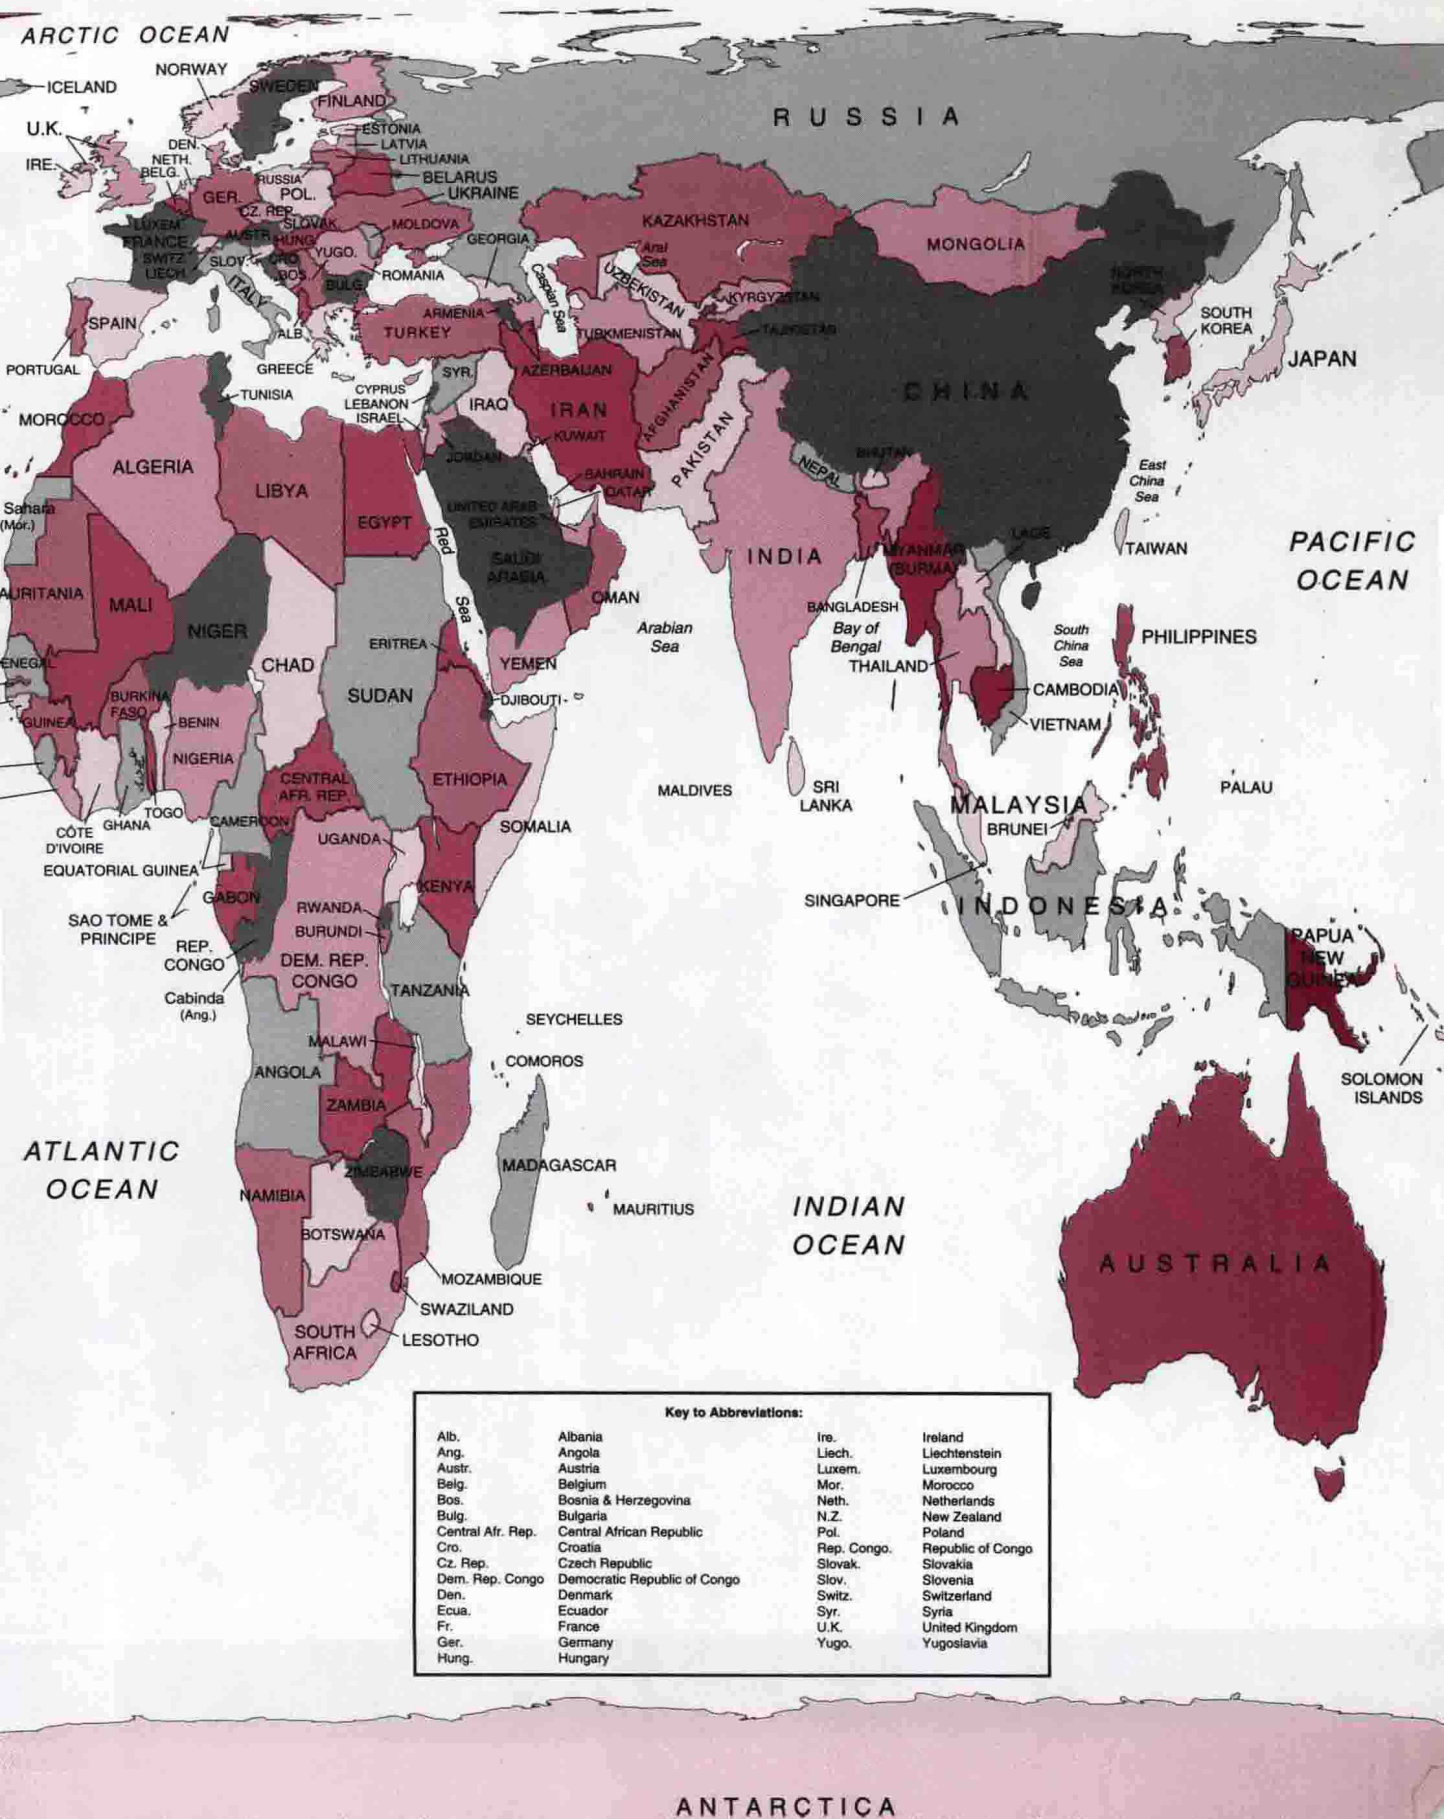 ARCTIC OCEAN
ICELAND
NORWAY
SWEDEN
FINLAND
RUSSIA
U.K.
IRE.
DEN.
NETH.
BELG.
ESTONIA
LATVIA
LITHUANIA
BELARUS
UKRAINE
RUSSIA
POL.
GER.
CZ. REP.
SLOVAK.
LUXEM.
FRANCE
SWITZ.
LIECH.
AUSTR.
HUNG.
SLOV.
CRO.
BOS.
YUGO.
MOLDOVA
ROMANIA
BULG.
ITALY
ALB.
GREECE
SPAIN
PORTUGAL
GEORGIA
ARMENIA
TURKEY
AZERBAIJAN
Caspian Sea
Aral
Sea
KAZAKHSTAN
UZBEKISTAN
TURKMENISTAN
KYRGYZSTAN
TAJIKISTAN
MONGOLIA
CHINA
NORTH
KOREA
SOUTH
KOREA
JAPAN
CYPRUS
LEBANON
ISRAEL
SYR.
IRAQ
JORDAN
IRAN
KUWAIT
BAHRAIN
QATAR
UNITED ARAB
EMIRATES
SAUDI
ARABIA
OMAN
YEMEN
Red
Sea
AFGHANISTAN
PAKISTAN
INDIA
NEPAL
BHUTAN
BANGLADESH
MYANMAR
(BURMA)
LAOS
THAILAND
CAMBODIA
VIETNAM
East
China
Sea
TAIWAN
PACIFIC
OCEAN
Arabian
Sea
Bay of
Bengal
South
China
Sea
PHILIPPINES
MALDIVES
SRI
LANKA
PALAU
MALAYSIA
BRUNEI
SINGAPORE
INDONESIA
PAPUA
NEW
GUINEA
SOLOMON
ISLANDS
AUSTRALIA
INDIAN
OCEAN
ATLANTIC
OCEAN
MOROCCO
ALGERIA
TUNISIA
LIBYA
EGYPT
Sahara
(Mor.)
AURITANIA
MALI
NIGER
CHAD
SUDAN
ERITREA
DJIBOUTI
ENEGAL
GUINEA
BURKINA
FASO
BENIN
NIGERIA
CÔTE
D'IVOIRE
GHANA
TOGO
CAMEROON
CENTRAL
AFR. REP.
ETHIOPIA
SOMALIA
EQUATORIAL GUINEA
SAO TOME &
PRINCIPE
GABON
REP.
CONGO
Cabinda
(Ang.)
DEM. REP.
CONGO
UGANDA
KENYA
RWANDA
BURUNDI
TANZANIA
SEYCHELLES
COMOROS
MALAWI
ANGOLA
ZAMBIA
ZIMBABWE
NAMIBIA
BOTSWANA
MADAGASCAR
MAURITIUS
MOZAMBIQUE
SWAZILAND
LESOTHO
SOUTH
AFRICA
Key to Abbreviations:
Alb. Albania Ire. Ireland
Ang. Angola Liech. Liechtenstein
Austr. Austria Luxem. Luxembourg
Belg. Belgium Mor. Morocco
Bos. Bosnia & Herzegovina Neth. Netherlands
Bulg. Bulgaria N.Z. New Zealand
Central Afr. Rep. Central African Republic Pol. Poland
Cro. Croatia Rep. Congo. Republic of Congo
Cz. Rep. Czech Republic Slovak. Slovakia
Dem. Rep. Congo Democratic Republic of Congo Slov. Slovenia
Den. Denmark Switz. Switzerland
Ecua. Ecuador Syr. Syria
Fr. France U.K. United Kingdom
Ger. Germany Yugo. Yugoslavia
Hung. Hungary
ANTARCTICA